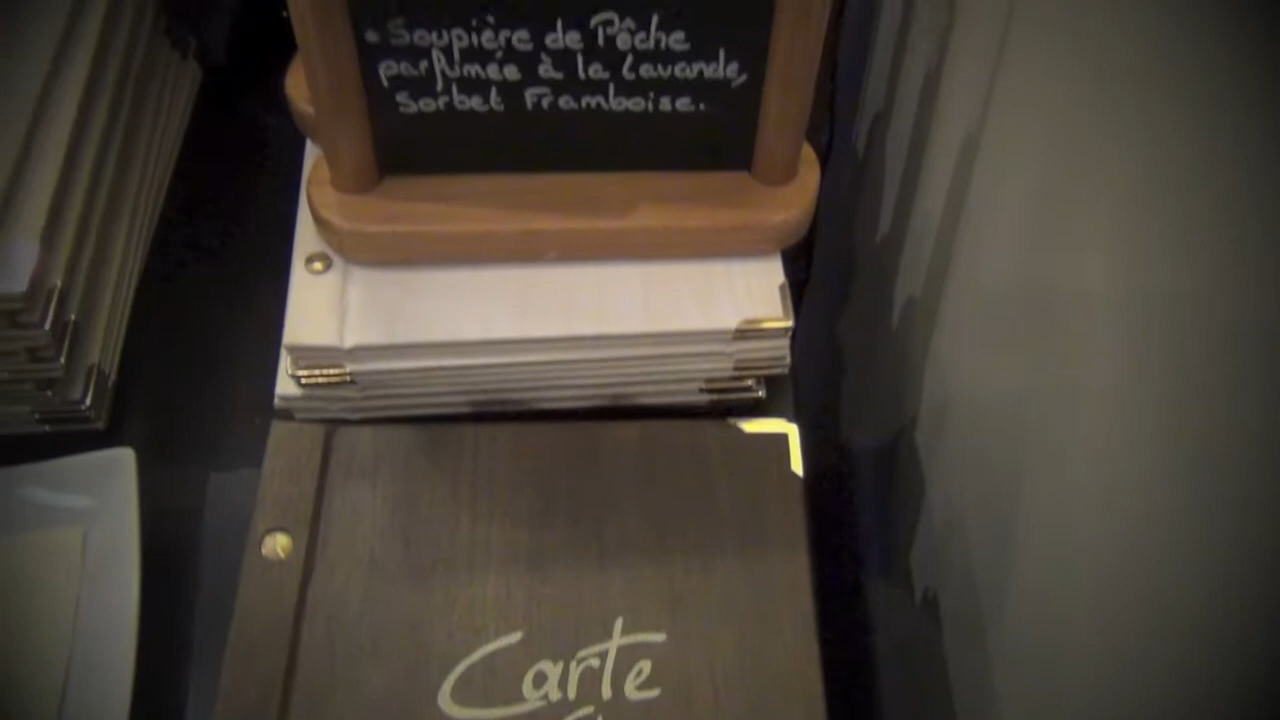 • Soupière de Pêche
parfumée à la Lavande,
Sorbet Framboise.
Carte